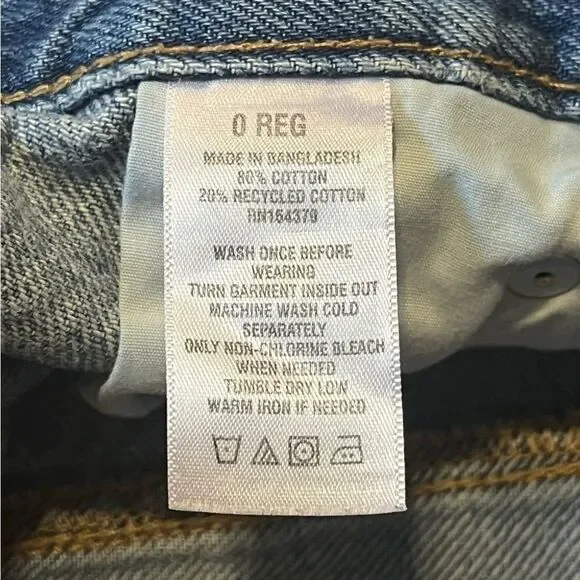 0 REG
MADE IN BANGLADESH
80% COTTON
20% RECYCLED COTTON
RN154379
WASH ONCE BEFORE
WEARING
TURN GARMENT INSIDE OUT
MACHINE WASH COLD
SEPARATELY
ONLY NON-CHLORINE BLEACH
WHEN NEEDED
TUMBLE DRY LOW
WARM IRON IF NEEDED